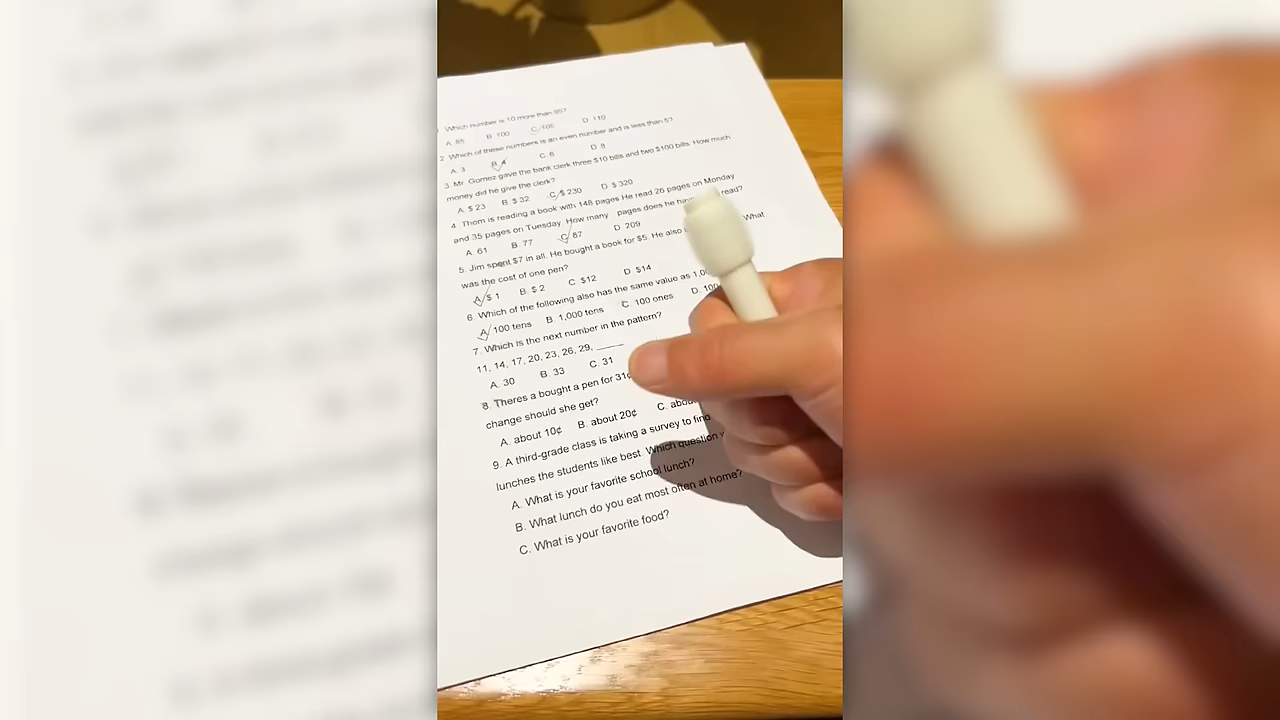 1 Which number is 10 more than 95?
A. 85 B. 100 C. 105 D. 110
2 Which of these numbers is an even number and is less than 5?
A. 3 B. 4 C. 6 D. 8
3. Mr. Gomez gave the bank clerk three $10 bills and two $100 bills. How much
money did he give the clerk?
A. $ 23 B. $ 32 C. $ 230 D. $ 320
4. Thom is reading a book with 148 pages He read 26 pages on Monday
and 35 pages on Tuesday. How many pages does he read?
A. 61 B. 77 C. 87 D. 209
5. Jim spent $7 in all. He bought a book for $5. He also What
was the cost of one pen?
A. $ 1 B. $ 2 C. $12 D. $14
6. Which of the following also has the same value as
A. 100 tens B. 1,000 tens C. 100 ones D. 100
7. Which is the next number in the pattern?
11, 14, 17, 20, 23, 26, 29, _____
A. 30 B. 33 C. 31
8. Theres a bought a pen for 31¢
change should she get?
A. about 10¢ B. about 20¢ C.
9. A third-grade class is taking a survey to find
lunches the students like best. Which question
A. What is your favorite school lunch?
B. What lunch do you eat most often at home?
C. What is your favorite food?